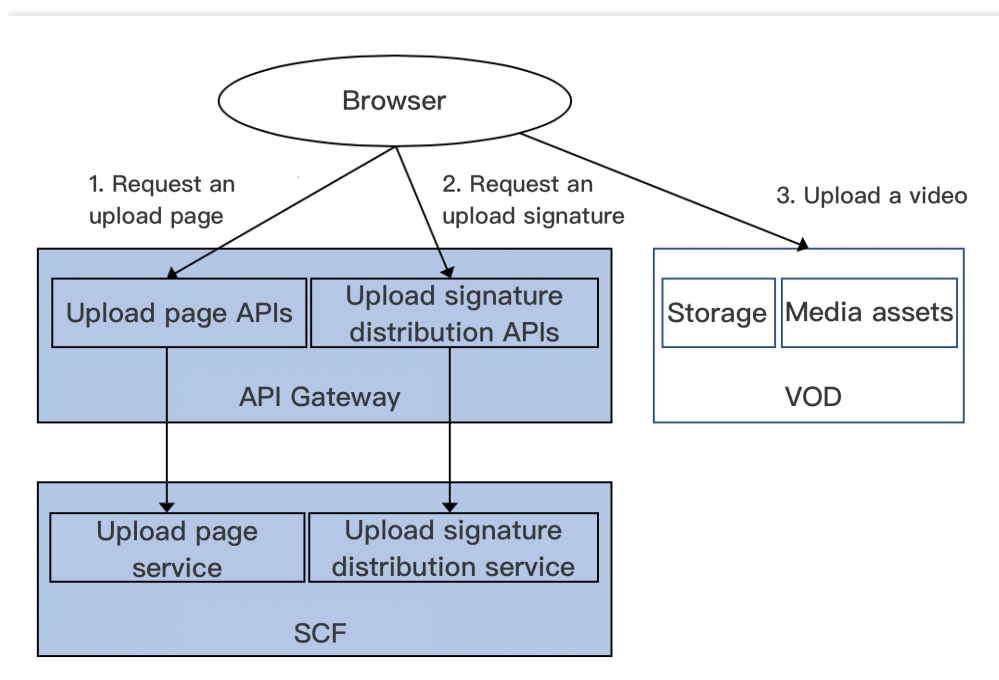 Browser
1. Request an
upload page
2. Request an
upload signature
3. Upload a video
Upload page APIs
Upload signature
distribution APIs
API Gateway
Storage
Media assets
VOD
Upload page
service
Upload signature
distribution service
SCF